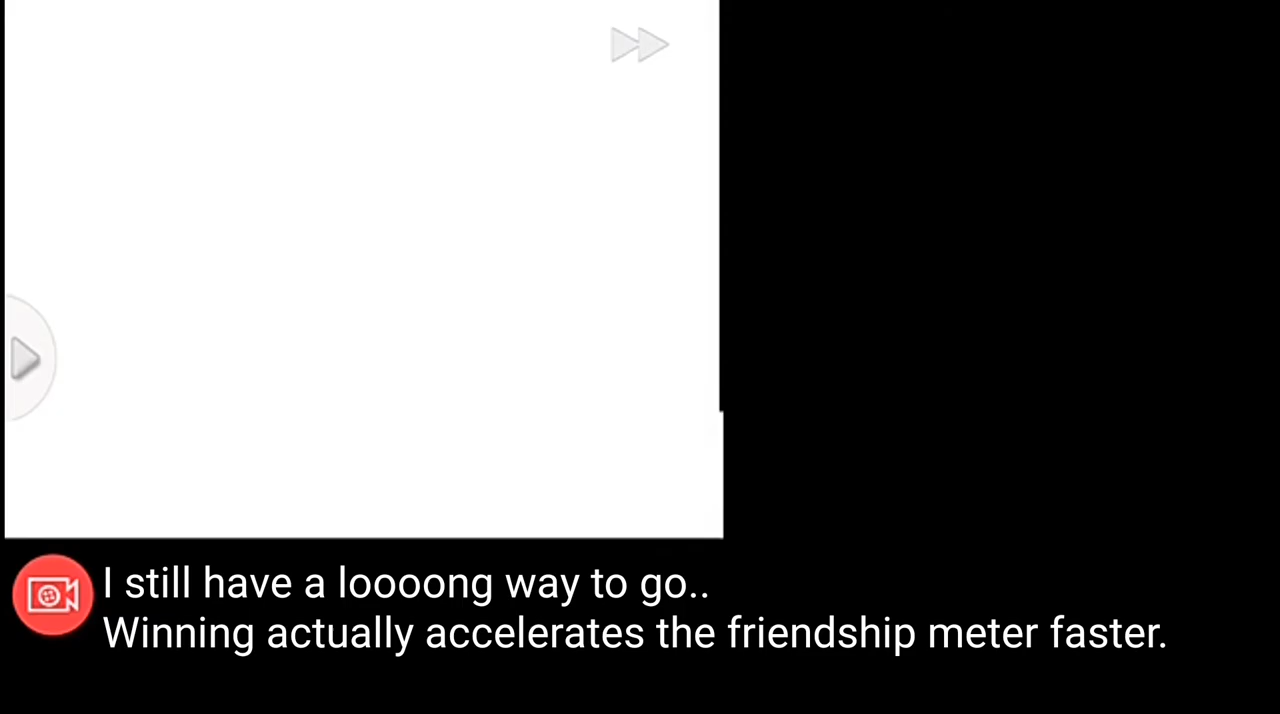 I still have a loooong way to go..
Winning actually accelerates the friendship meter faster.